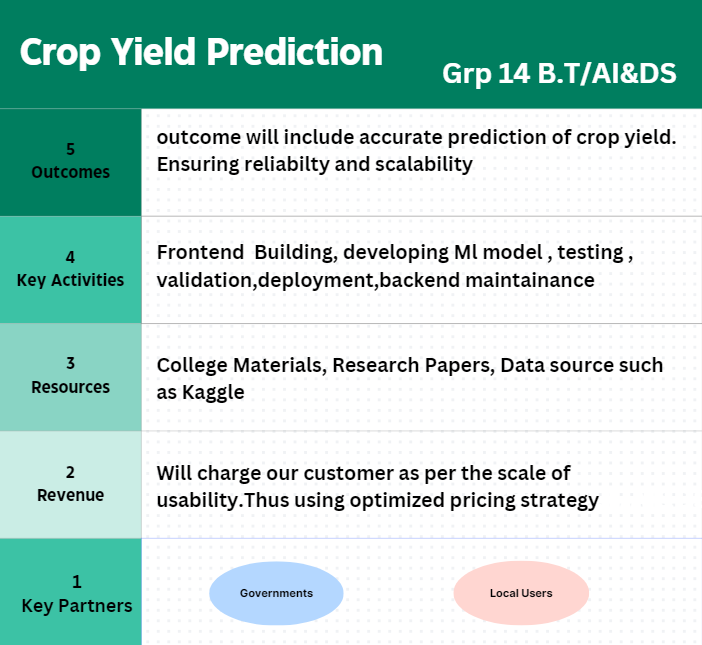 Crop Yield Prediction
Grp 14 B.T/AI&DS
5
Outcomes
outcome will include accurate prediction of crop yield.
Ensuring reliabilty and scalability
4
Key Activities
Frontend  Building, developing Ml model , testing ,
validation,deployment,backend maintainance
3
Resources
College Materials, Research Papers, Data source such
as Kaggle
2
Revenue
Will charge our customer as per the scale of
usability.Thus using optimized pricing strategy
1
Key Partners
Governments
Local Users